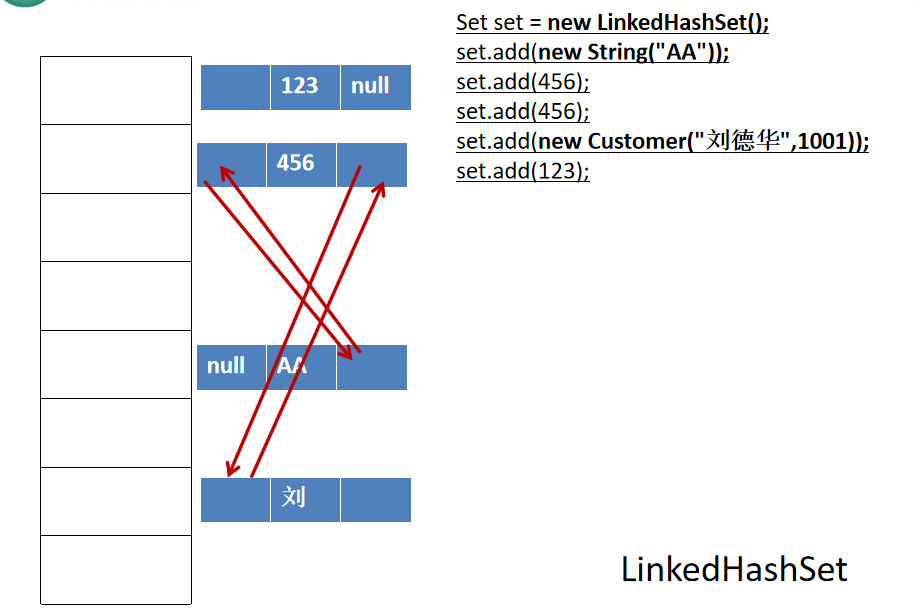 Set set = new LinkedHashSet();
set.add(new String("AA"));
set.add(456);
set.add(456);
set.add(new Customer("刘德华",1001));
set.add(123);
123 null
456
null AA
刘
LinkedHashSet